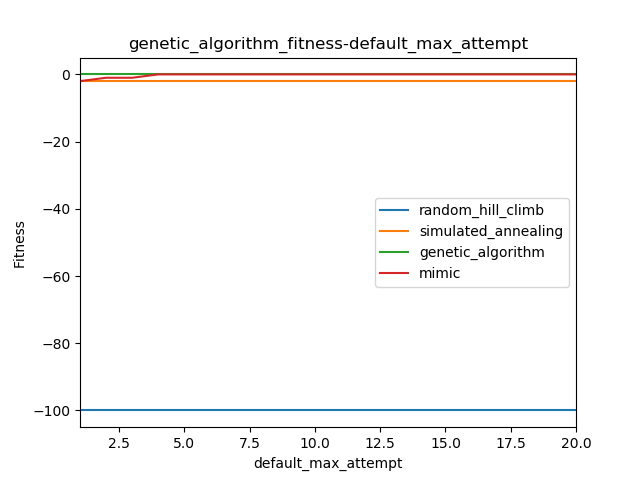 genetic_algorithm_fitness-default_max_attempt
0
−20
−40
−60
−80
−100
Fitness
random_hill_climb
simulated_annealing
genetic_algorithm
mimic
2.5 5.0 7.5 10.0 12.5 15.0 17.5 20.0
default_max_attempt